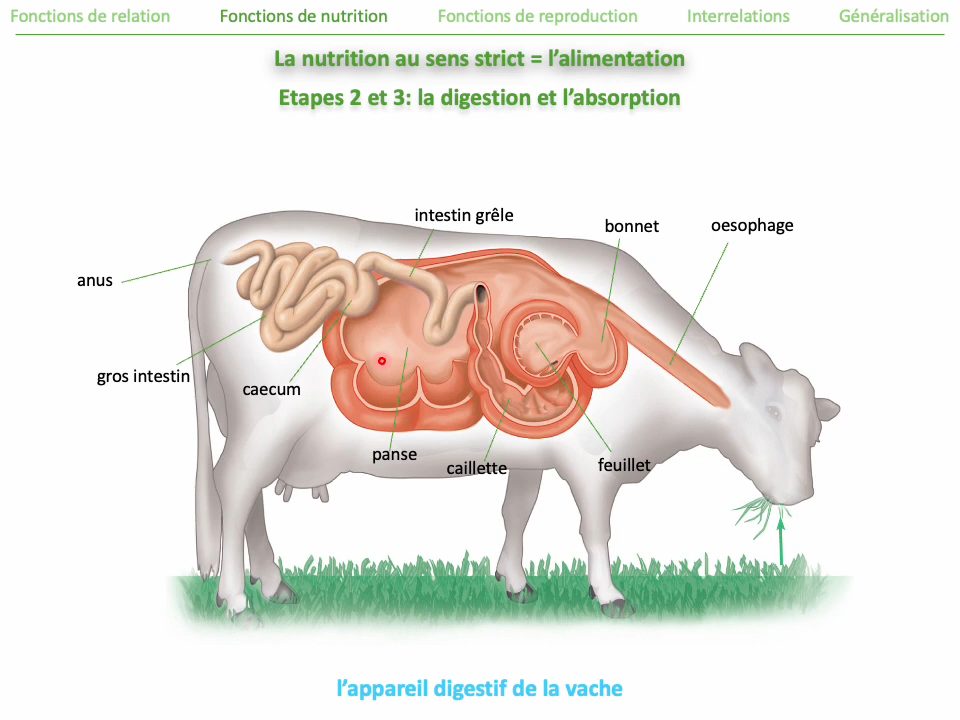 Fonctions de relation Fonctions de nutrition Fonctions de reproduction Interrelations Généralisation
La nutrition au sens strict = l’alimentation
Etapes 2 et 3: la digestion et l’absorption
intestin grêle
bonnet
oesophage
anus
gros intestin
caecum
panse
caillette
feuillet
l’appareil digestif de la vache